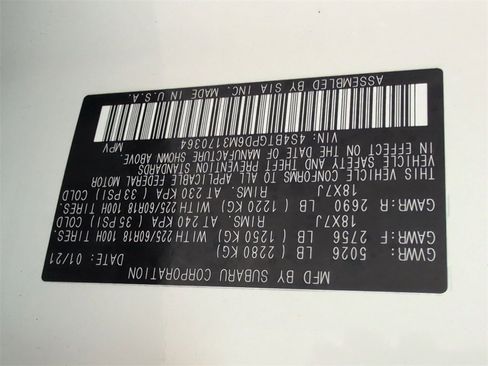 MFD BY SUBARU CORPORATION
DATE: 01/21
GVWR: 5026 LB ( 2280 KG)
GAWR:F 2756 LB ( 1250 KG) WITH 225/60R18 100H TIRES.
18X7J RIMS. AT 240 KPA ( 35 PSI) COLD
GAWR:R 2690 LB ( 1220 KG) WITH 225/60R18 100H TIRES.
18X7J RIMS. AT 230 KPA ( 33 PSI) COLD
THIS VEHICLE CONFORMS TO ALL APPLICABLE FEDERAL MOTOR
VEHICLE SAFETY AND THEFT PREVENTION STANDARDS
IN EFFECT ON THE DATE OF MANUFACTURE SHOWN ABOVE.
VIN: 4S4BTGPD6M3170364 MPV
ASSEMBLED BY SIA INC. MADE IN U.S.A.